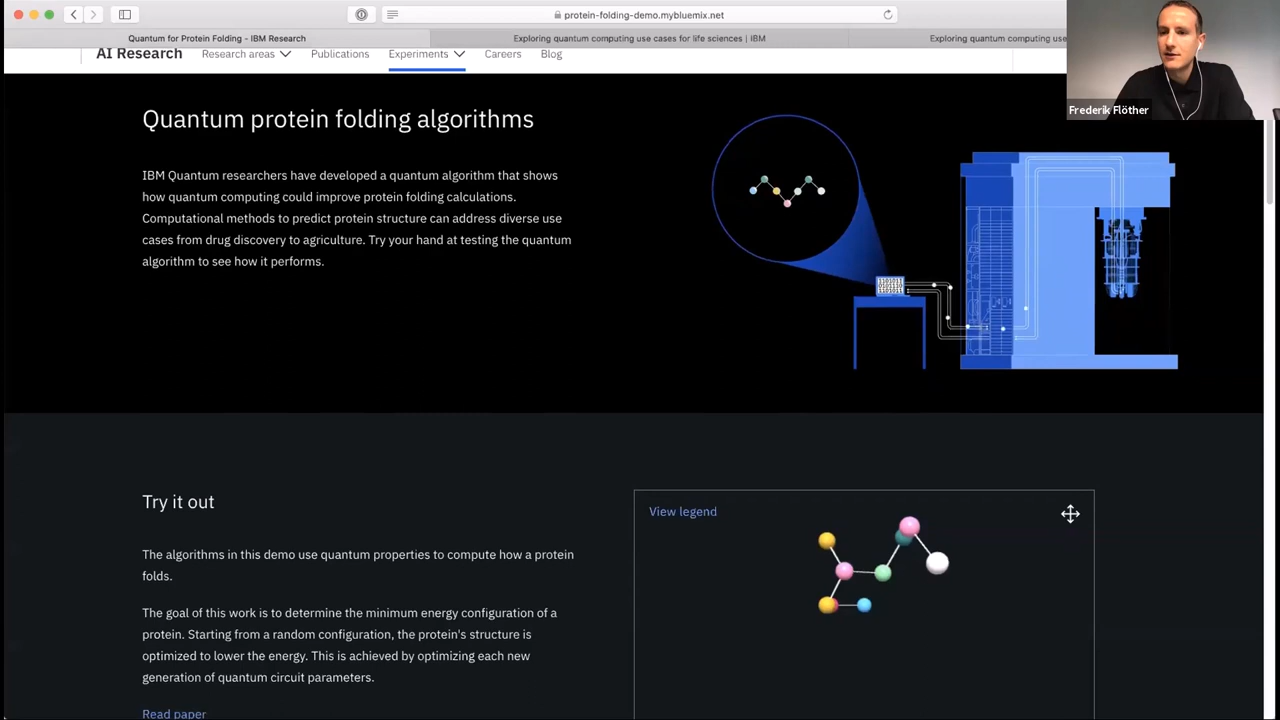 protein-folding-demo.mybluemix.net
Quantum for Protein Folding - IBM Research
Exploring quantum computing use cases for life sciences | IBM
Exploring quantum computing use
AI Research
Research areas
Publications
Experiments
Careers
Blog
Frederik Flöther
Quantum protein folding algorithms
IBM Quantum researchers have developed a quantum algorithm that shows
how quantum computing could improve protein folding calculations.
Computational methods to predict protein structure can address diverse use
cases from drug discovery to agriculture. Try your hand at testing the quantum
algorithm to see how it performs.
Try it out
The algorithms in this demo use quantum properties to compute how a protein
folds.
The goal of this work is to determine the minimum energy configuration of a
protein. Starting from a random configuration, the protein's structure is
optimized to lower the energy. This is achieved by optimizing each new
generation of quantum circuit parameters.
Read paper
View legend